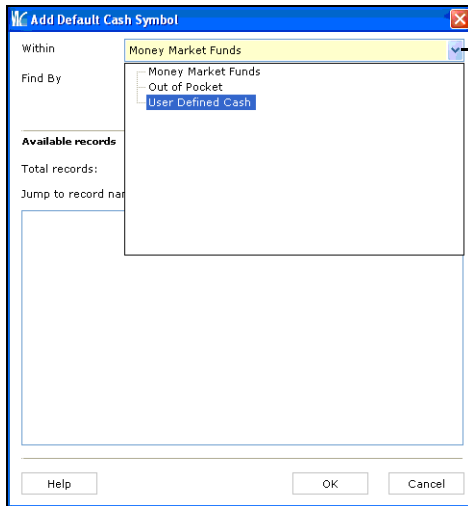 Add Default Cash Symbol
Within
Money Market Funds
Find By
Money Market Funds
Out of Pocket
User Defined Cash
Available records
Total records:
Jump to record nar
Help
OK
Cancel